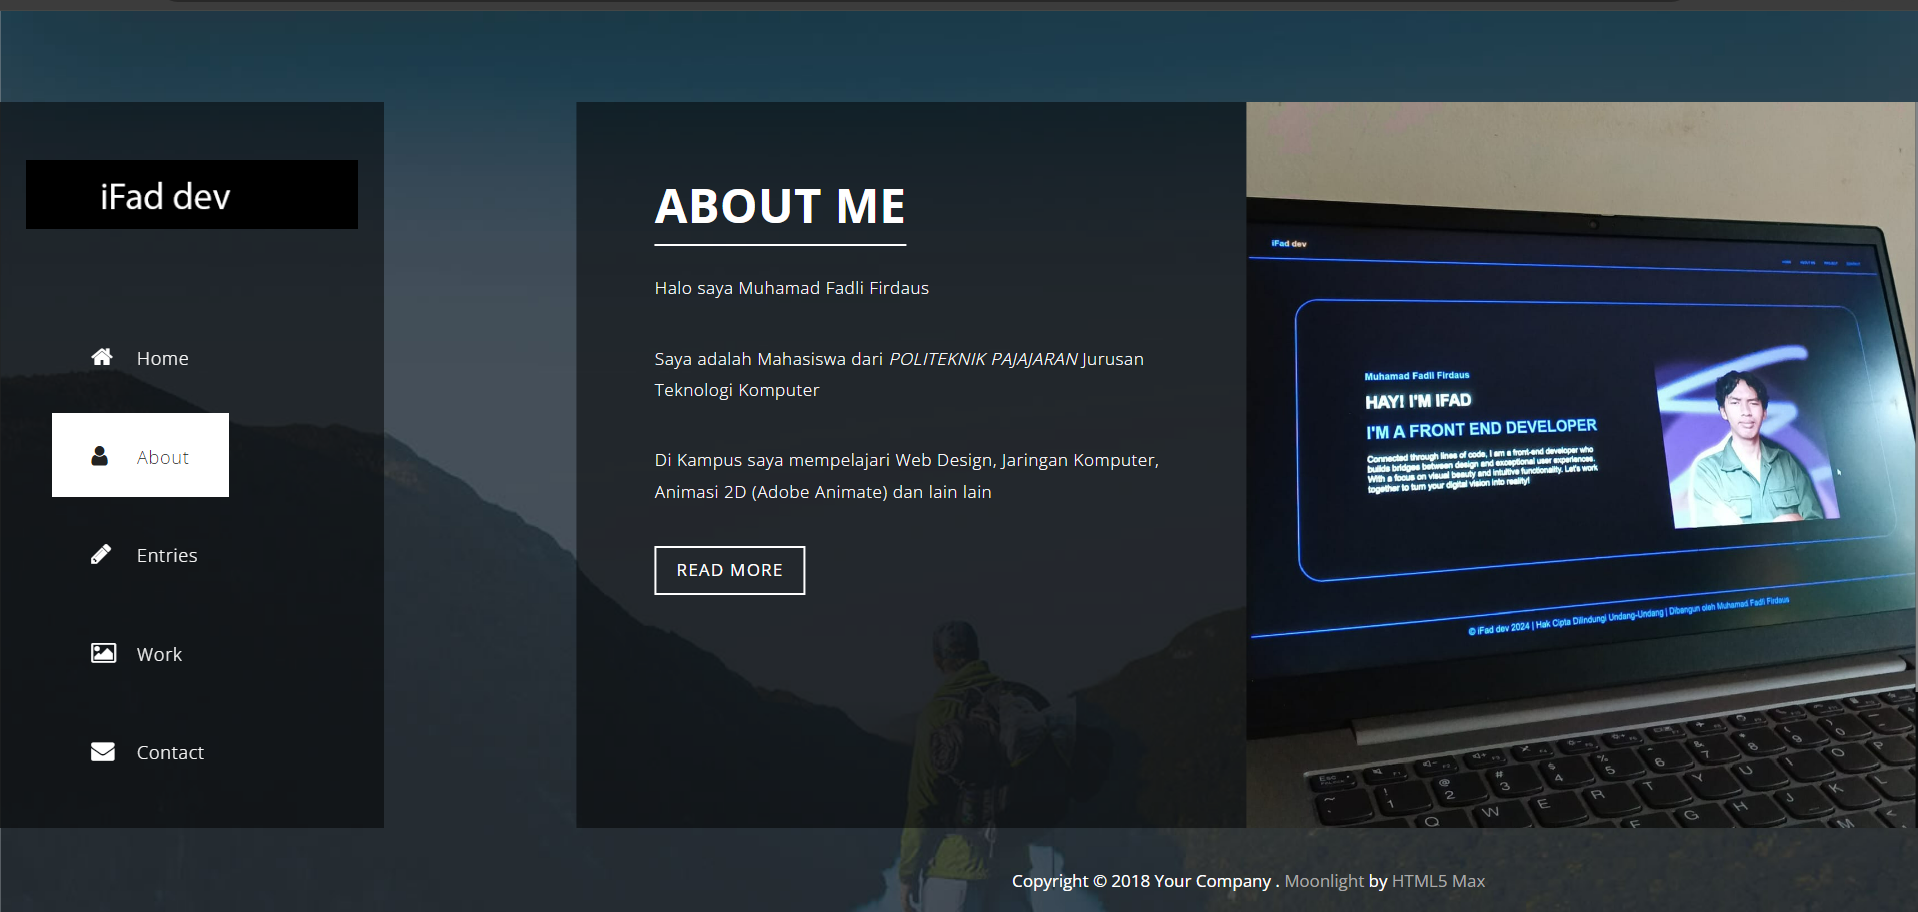 iFad dev
Home
About
Entries
Work
Contact
ABOUT ME
Halo saya Muhamad Fadli Firdaus
Saya adalah Mahasiswa dari POLITEKNIK PAJAJARAN Jurusan
Teknologi Komputer
Di Kampus saya mempelajari Web Design, Jaringan Komputer,
Animasi 2D (Adobe Animate) dan lain lain
READ MORE
iFad dev
Muhamad Fadli Firdaus
HAY! I'M IFAD
I'M A FRONT END DEVELOPER
Connected through lines of code, I am a front-end developer who
builds bridges between design and exceptional user experiences.
With a focus on visual beauty and intuitive functionality. Let's work
together to turn your digital vision into reality!
© iFad dev 2024 | Hak Cipta Dilindungi Undang-Undang | Dibangun oleh Muhamad Fadli Firdaus
Copyright © 2018 Your Company . Moonlight by HTML5 Max